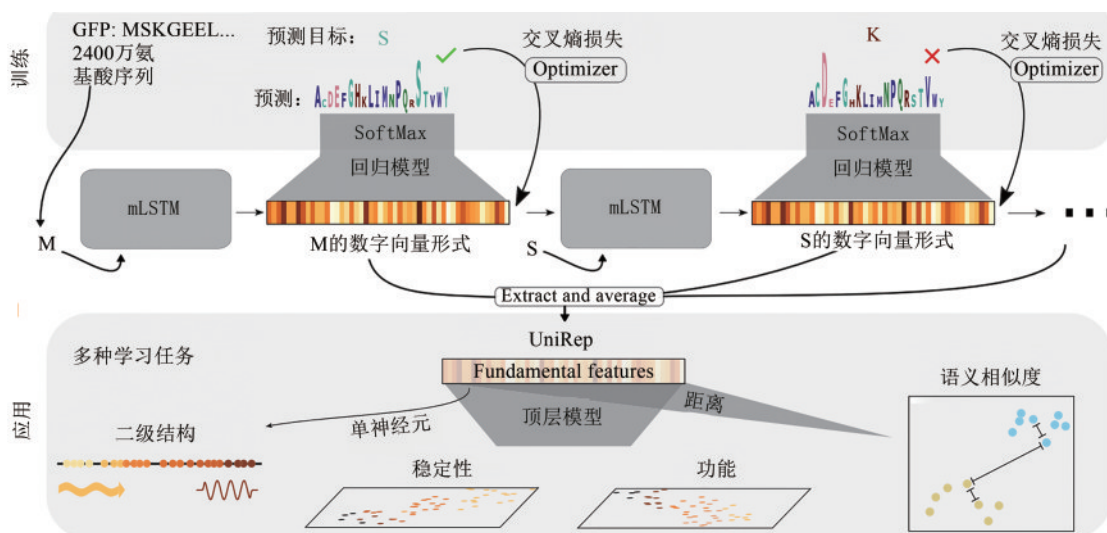 训练
GFP: MSKGEEL...
2400万氨
基酸序列
预测目标: S
预测: ACDEFGHKLIMNPQRSTVWY
交叉熵损失
Optimizer
K
ACDEFGHKLIMNPQRSTVWY
交叉熵损失
Optimizer
SoftMax
回归模型
SoftMax
回归模型
mLSTM
mLSTM
M
M的数字向量形式
S
S的数字向量形式
Extract and average
应用
多种学习任务
UniRep
Fundamental features
顶层模型
距离
单神经元
语义相似度
二级结构
稳定性
功能